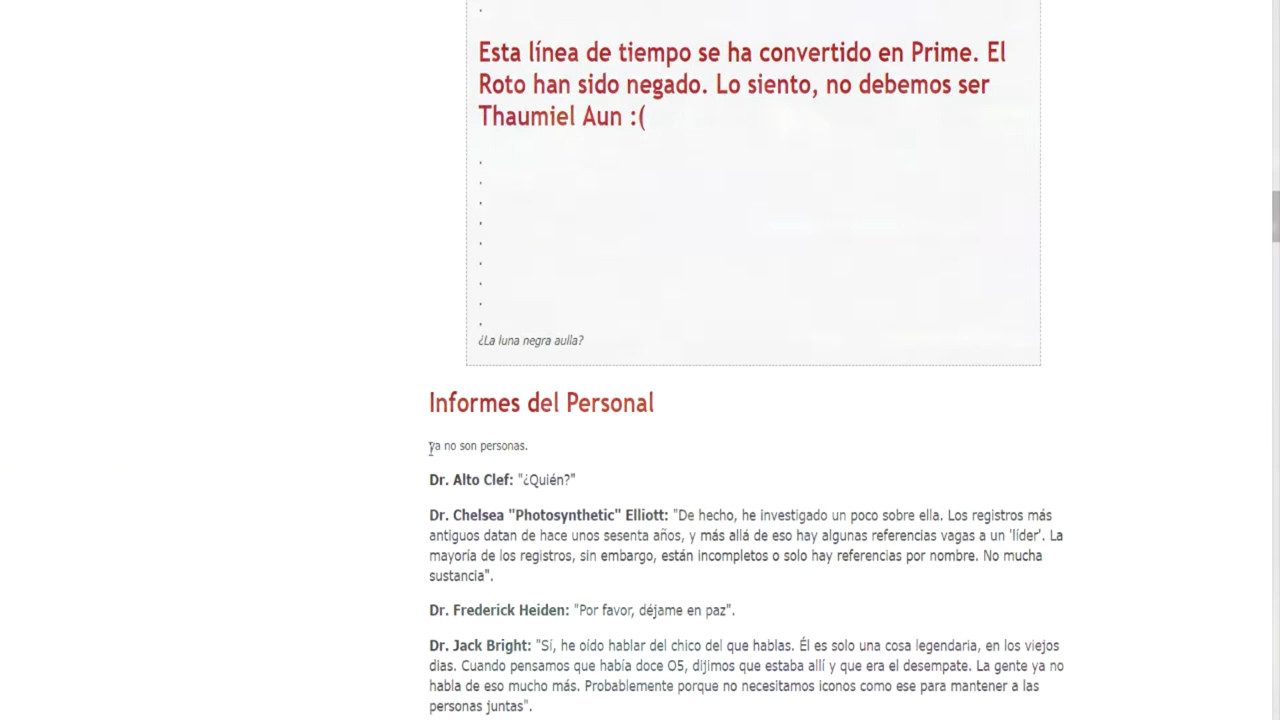 .
Esta línea de tiempo se ha convertido en Prime. El
Roto han sido negado. Lo siento, no debemos ser
Thaumiel Aun :(
.
.
.
.
.
.
.
.
.
¿La luna negra aulla?
Informes del Personal
ya no son personas.
Dr. Alto Clef: "¿Quién?"
Dr. Chelsea "Photosynthetic" Elliott: "De hecho, he investigado un poco sobre ella. Los registros más
antiguos datan de hace unos sesenta años, y más allá de eso hay algunas referencias vagas a un 'líder'. La
mayoría de los registros, sin embargo, están incompletos o solo hay referencias por nombre. No mucha
sustancia".
Dr. Frederick Heiden: "Por favor, déjame en paz".
Dr. Jack Bright: "Sí, he oído hablar del chico del que hablas. Él es solo una cosa legendaria, en los viejos
dias. Cuando pensamos que había doce O5, dijimos que estaba allí y que era el desempate. La gente ya no
habla de eso mucho más. Probablemente porque no necesitamos iconos como ese para mantener a las
personas juntas".